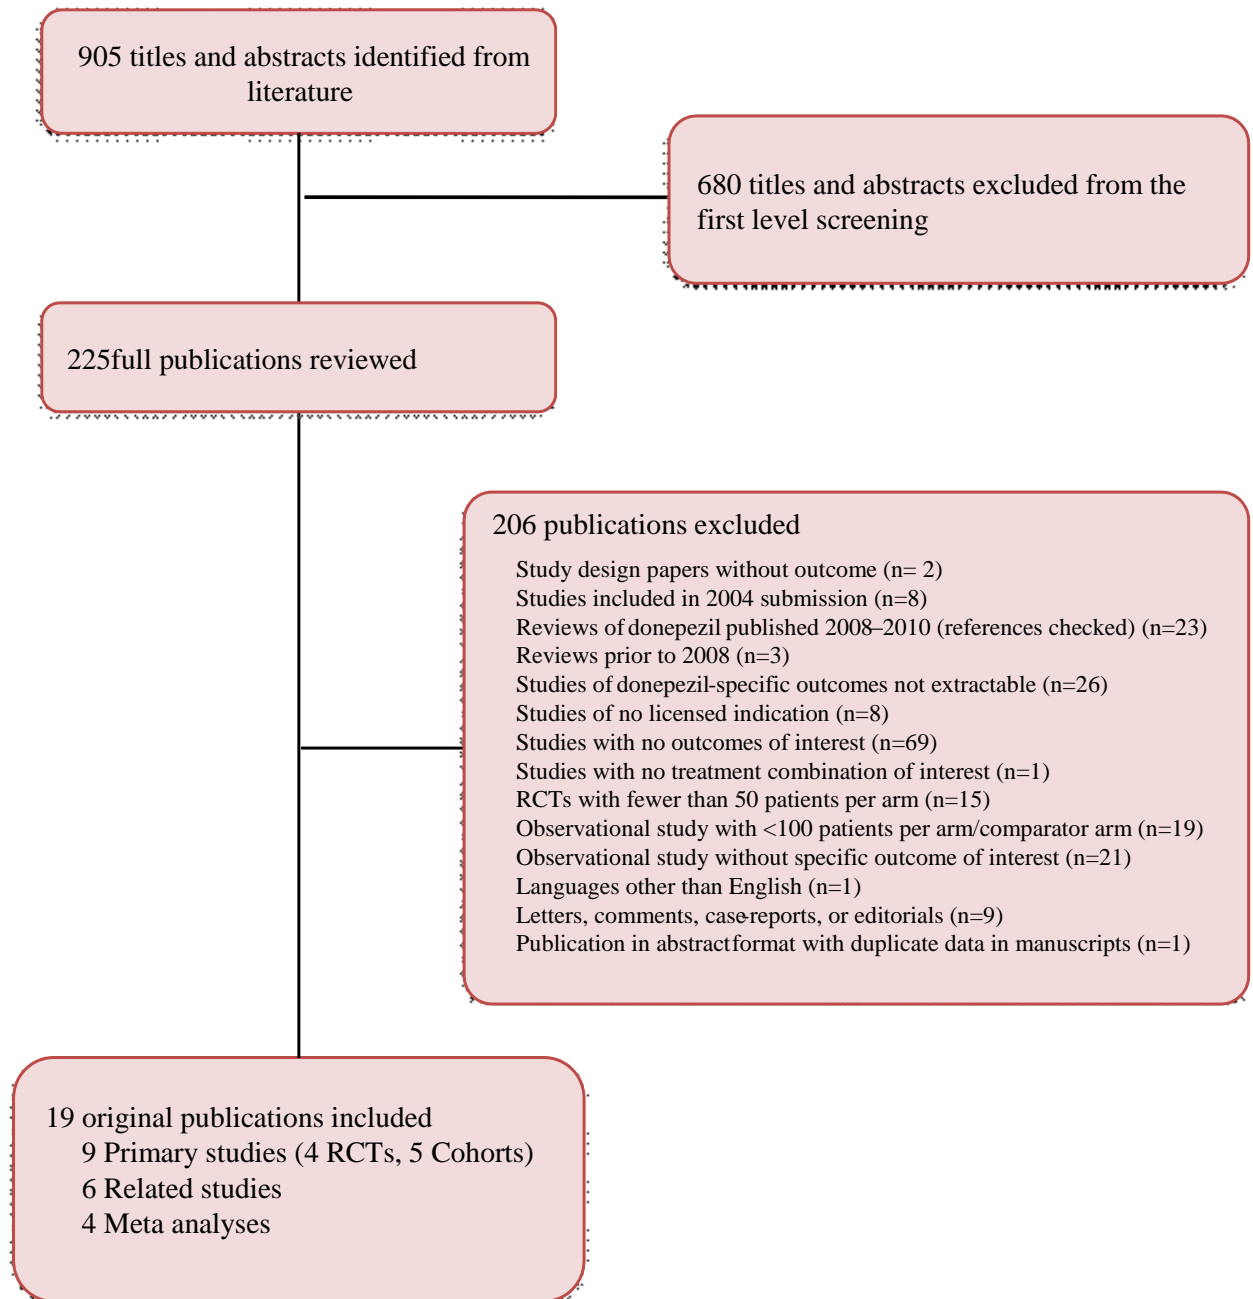 905 titles and abstracts identified from
literature
680 titles and abstracts excluded from the
first level screening
225full publications reviewed
206 publications excluded
Study design papers without outcome (n= 2)
Studies included in 2004 submission (n=8)
Reviews of donepezil published 2008–2010 (references checked) (n=23)
Reviews prior to 2008 (n=3)
Studies of donepezil-specific outcomes not extractable (n=26)
Studies of no licensed indication (n=8)
Studies with no outcomes of interest (n=69)
Studies with no treatment combination of interest (n=1)
RCTs with fewer than 50 patients per arm (n=15)
Observational study with <100 patients per arm/comparator arm (n=19)
Observational study without specific outcome of interest (n=21)
Languages other than English (n=1)
Letters, comments, case-reports, or editorials (n=9)
Publication in abstract format with duplicate data in manuscripts (n=1)
19 original publications included
9 Primary studies (4 RCTs, 5 Cohorts)
6 Related studies
4 Meta analyses